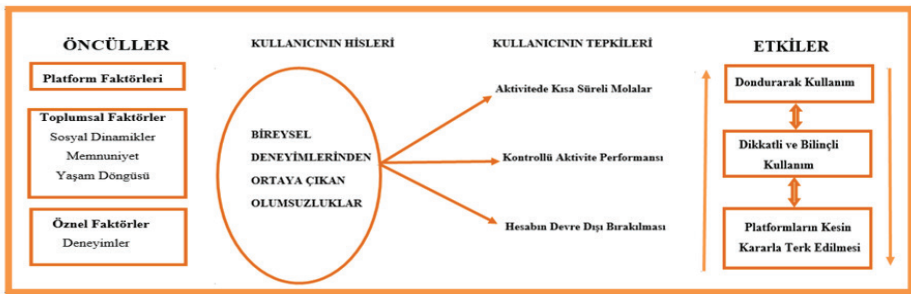 ÖNCÜLLER
Platform Faktörleri
Toplumsal Faktörler
Sosyal Dinamikler
Memnuniyet
Yaşam Döngüsü
Öznel Faktörler
Deneyimler
KULLANICININ HİSLERİ
BİREYSEL
DENEYİMLERİNDEN
ORTAYA ÇIKAN
OLUMSUZLUKLAR
KULLANICININ TEPKİLERİ
Aktivitede Kısa Süreli Molalar
Kontrollü Aktivite Performansı
Hesabın Devre Dışı Bırakılması
ETKİLER
Dondurarak Kullanım
Dikkatli ve Bilinçli
Kullanım
Platformların Kesin
Kararla Terk Edilmesi